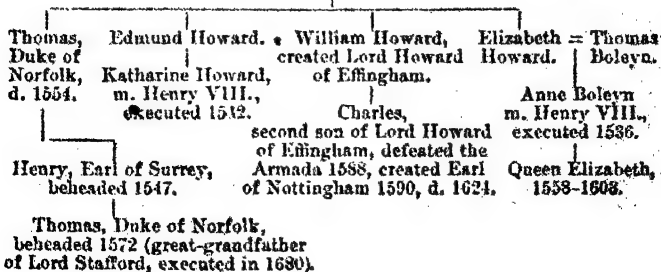 Thomas,
Duke of
Norfolk,
d. 1554.
Edmund Howard.
Katharine Howard,
m. Henry VIII.,
executed 1542.
William Howard,
created Lord Howard
of Effingham.
Charles,
second son of Lord Howard
of Effingham, defeated the
Armada 1588, created Earl
of Nottingham 1590, d. 1624.
Elizabeth = Thomas
Howard. Boleyn.
Anne Boleyn
m. Henry VIII.,
executed 1536.
Queen Elizabeth,
1558-1603.
Henry, Earl of Surrey,
beheaded 1547.
Thomas, Duke of Norfolk,
beheaded 1572 (great-grandfather
of Lord Stafford, executed in 1680).